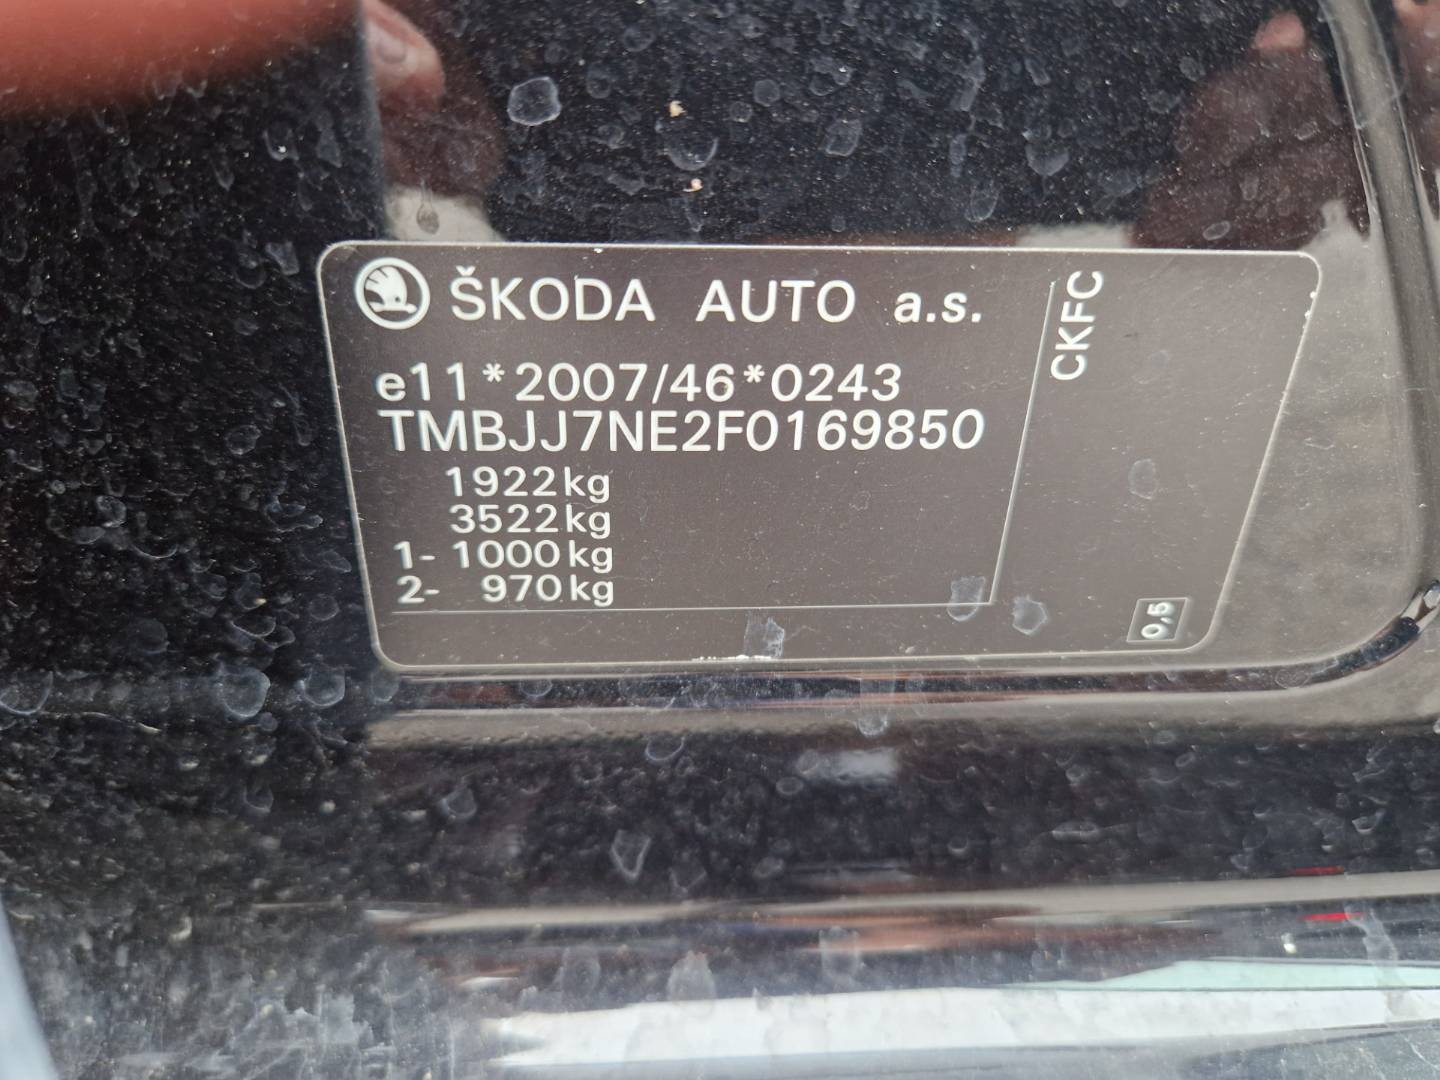 ŠKODA AUTO a.s.
e11*2007/46*0243
TMBJJ7NE2F0169850
1922kg
3522kg
1- 1000kg
2- 970kg
CKFC
0,5